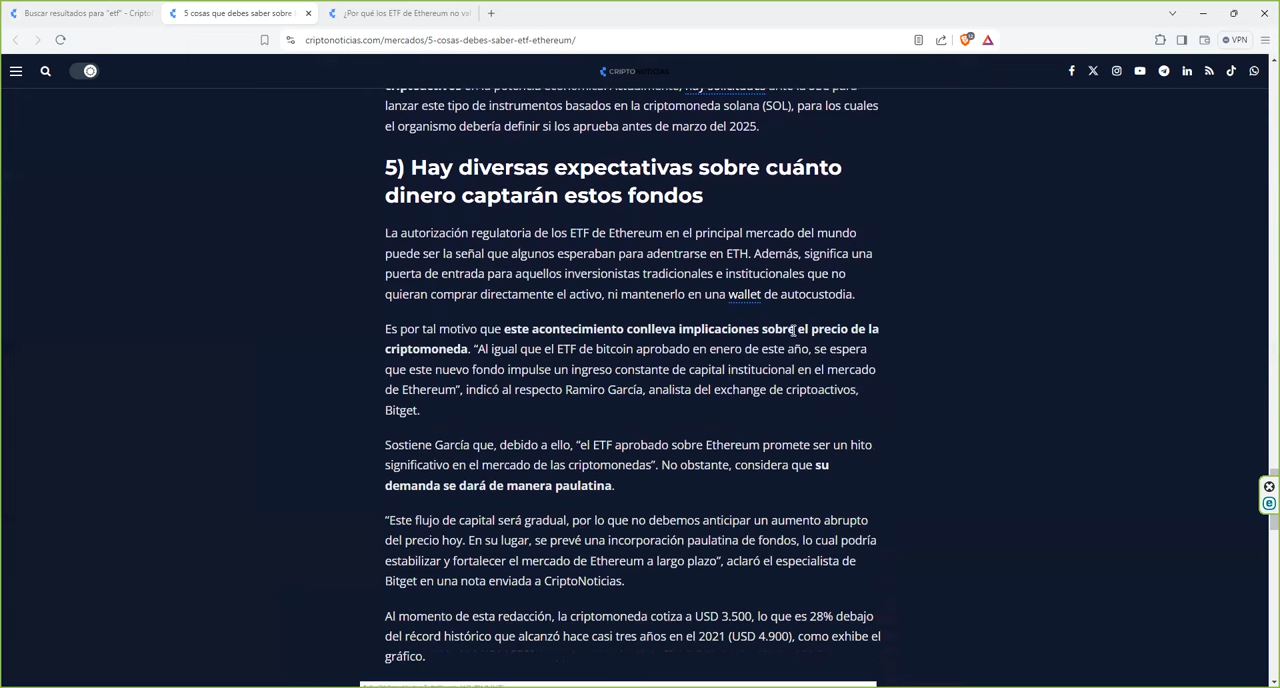 Buscar resultados para "etf" - Cripto
5 cosas que debes saber sobre
¿Por qué los ETF de Ethereum no val
criptonoticias.com/mercados/5-cosas-debes-saber-etf-ethereum/
VPN
CRIPTONOTICIAS
lanzar este tipo de instrumentos basados en la criptomoneda solana (SOL), para los cuales
el organismo debería definir si los aprueba antes de marzo del 2025.
5) Hay diversas expectativas sobre cuánto
dinero captarán estos fondos
La autorización regulatoria de los ETF de Ethereum en el principal mercado del mundo
puede ser la señal que algunos esperaban para adentrarse en ETH. Además, significa una
puerta de entrada para aquellos inversionistas tradicionales e institucionales que no
quieran comprar directamente el activo, ni mantenerlo en una wallet de autocustodia.
Es por tal motivo que este acontecimiento conlleva implicaciones sobre el precio de la
criptomoneda. “Al igual que el ETF de bitcoin aprobado en enero de este año, se espera
que este nuevo fondo impulse un ingreso constante de capital institucional en el mercado
de Ethereum”, indicó al respecto Ramiro García, analista del exchange de criptoactivos,
Bitget.
Sostiene García que, debido a ello, “el ETF aprobado sobre Ethereum promete ser un hito
significativo en el mercado de las criptomonedas”. No obstante, considera que su
demanda se dará de manera paulatina.
“Este flujo de capital será gradual, por lo que no debemos anticipar un aumento abrupto
del precio hoy. En su lugar, se prevé una incorporación paulatina de fondos, lo cual podría
estabilizar y fortalecer el mercado de Ethereum a largo plazo”, aclaró el especialista de
Bitget en una nota enviada a CriptoNoticias.
Al momento de esta redacción, la criptomoneda cotiza a USD 3.500, lo que es 28% debajo
del récord histórico que alcanzó hace casi tres años en el 2021 (USD 4.900), como exhibe el
gráfico.